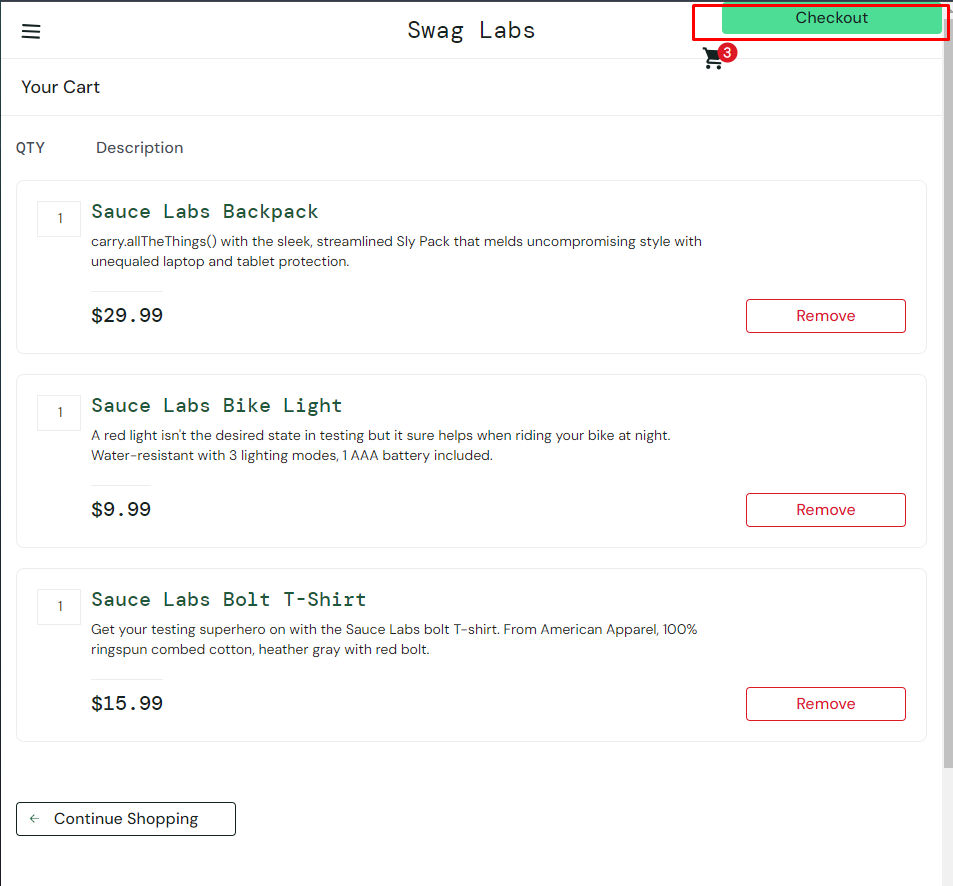 Swag Labs
Checkout
3
Your Cart
QTY Description
1
Sauce Labs Backpack
carry.allTheThings() with the sleek, streamlined Sly Pack that melds uncompromising style with
unequaled laptop and tablet protection.
$29.99
Remove
1
Sauce Labs Bike Light
A red light isn't the desired state in testing but it sure helps when riding your bike at night.
Water-resistant with 3 lighting modes, 1 AAA battery included.
$9.99
Remove
1
Sauce Labs Bolt T-Shirt
Get your testing superhero on with the Sauce Labs bolt T-shirt. From American Apparel, 100%
ringspun combed cotton, heather gray with red bolt.
$15.99
Remove
Continue Shopping